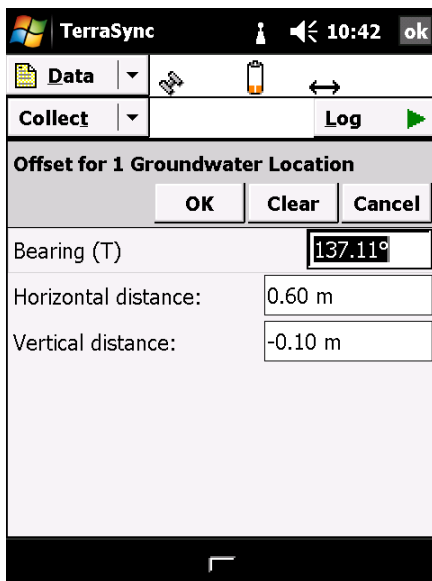 TerraSync 10:42 ok
Data
Collect Log
Offset for 1 Groundwater Location
OK Clear Cancel
Bearing (T) 137.11°
Horizontal distance: 0.60 m
Vertical distance: -0.10 m